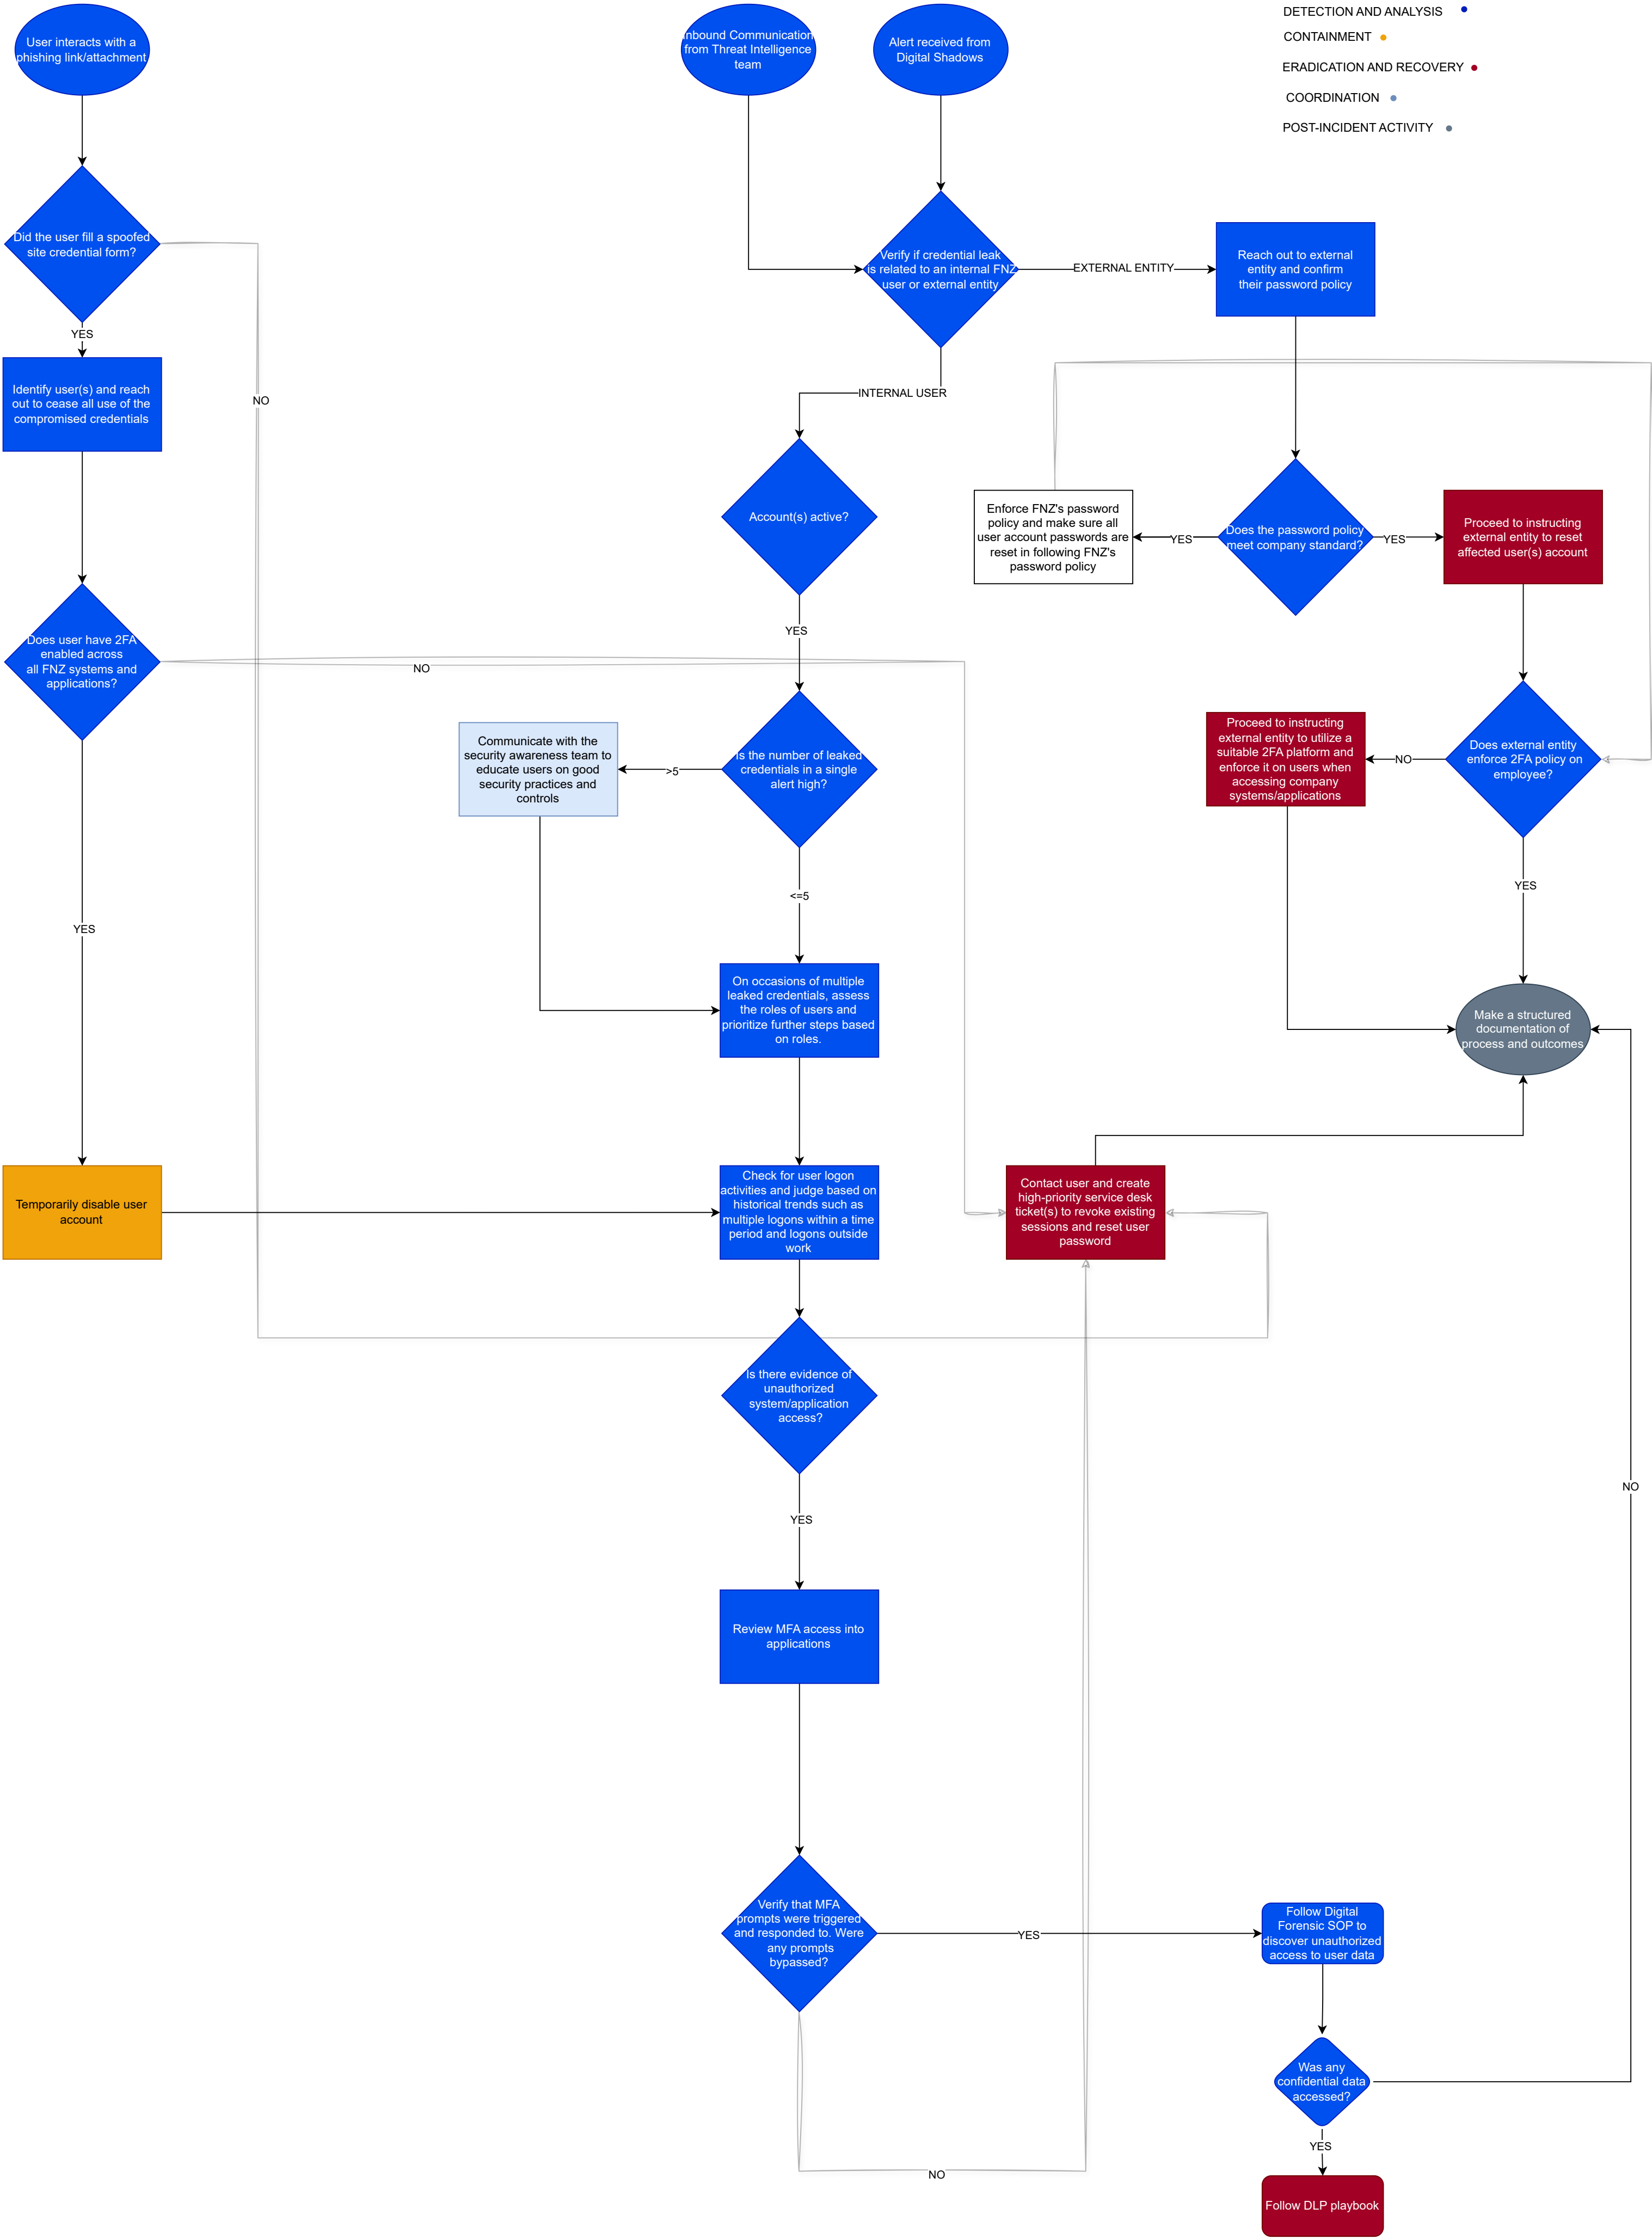 User interacts with a
phishing link/attachment
nbound Communication
from Threat Intelligence
team
Alert received from
Digital Shadows
DETECTION AND ANALYSIS
CONTAINMENT
ERADICATION AND RECOVERY
COORDINATION
POST-INCIDENT ACTIVITY
Did the user fill a spoofed
site credential form?
Verify if credential leak
is related to an internal FNZ
user or external entity
EXTERNAL ENTITY
Reach out to external
entity and confirm
their password policy
YES
Identify user(s) and reach
out to cease all use of the
compromised credentials
NO
INTERNAL USER
Account(s) active?
Enforce FNZ's password
policy and make sure all
user account passwords are
reset in following FNZ's
password policy
YES
Does the password policy
meet company standard?
YES
Proceed to instructing
external entity to reset
affected user(s) account
Does user have 2FA
enabled across
all FNZ systems and
applications?
NO
YES
Communicate with the
security awareness team to
educate users on good
security practices and
controls
>5
Is the number of leaked
credentials in a single
alert high?
Proceed to instructing
external entity to utilize a
suitable 2FA platform and
enforce it on users when
accessing company
systems/applications
NO
Does external entity
enforce 2FA policy on
employee?
<=5
YES
YES
On occasions of multiple
leaked credentials, assess
the roles of users and
prioritize further steps based
on roles.
Make a structured
documentation of
process and outcomes
Temporarily disable user
account
Check for user logon
activities and judge based on
historical trends such as
multiple logons within a time
period and logons outside
work
Contact user and create
high-priority service desk
ticket(s) to revoke existing
sessions and reset user
password
Is there evidence of
unauthorized
system/application
access?
NO
YES
Review MFA access into
applications
Verify that MFA
prompts were triggered
and responded to. Were
any prompts
bypassed?
YES
Follow Digital
Forensic SOP to
discover unauthorized
access to user data
Was any
confidential data
accessed?
YES
NO
Follow DLP playbook